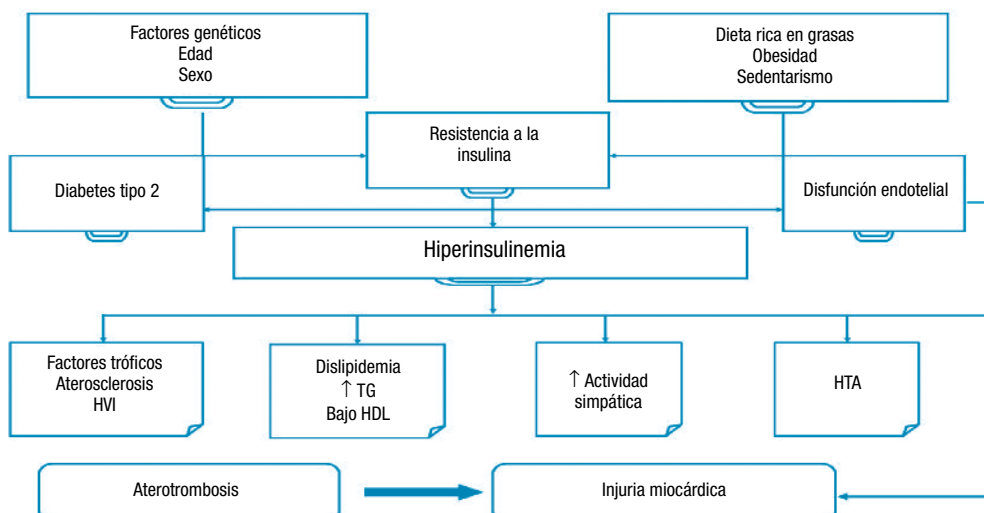 Factores genéticos
Edad
Sexo
Dieta rica en grasas
Obesidad
Sedentarismo
Resistencia a la
insulina
Diabetes tipo 2
Disfunción endotelial
Hiperinsulinemia
Factores tróficos
Aterosclerosis
HVI
Dislipidemia
↑ TG
Bajo HDL
↑ Actividad
simpática
HTA
Aterotrombosis
Injuria miocárdica